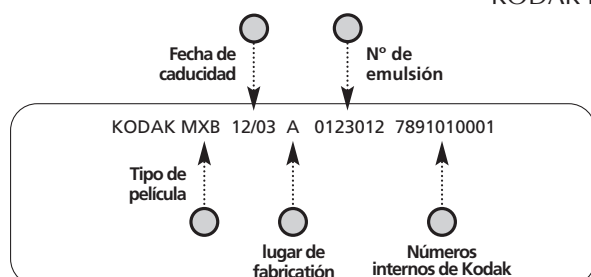 Fecha de
caducidad
Nº de
emulsión
KODAK MXB 12/03 A 0123012 7891010001
Tipo de
película
lugar de
fabricatión
Números
internos de Kodak